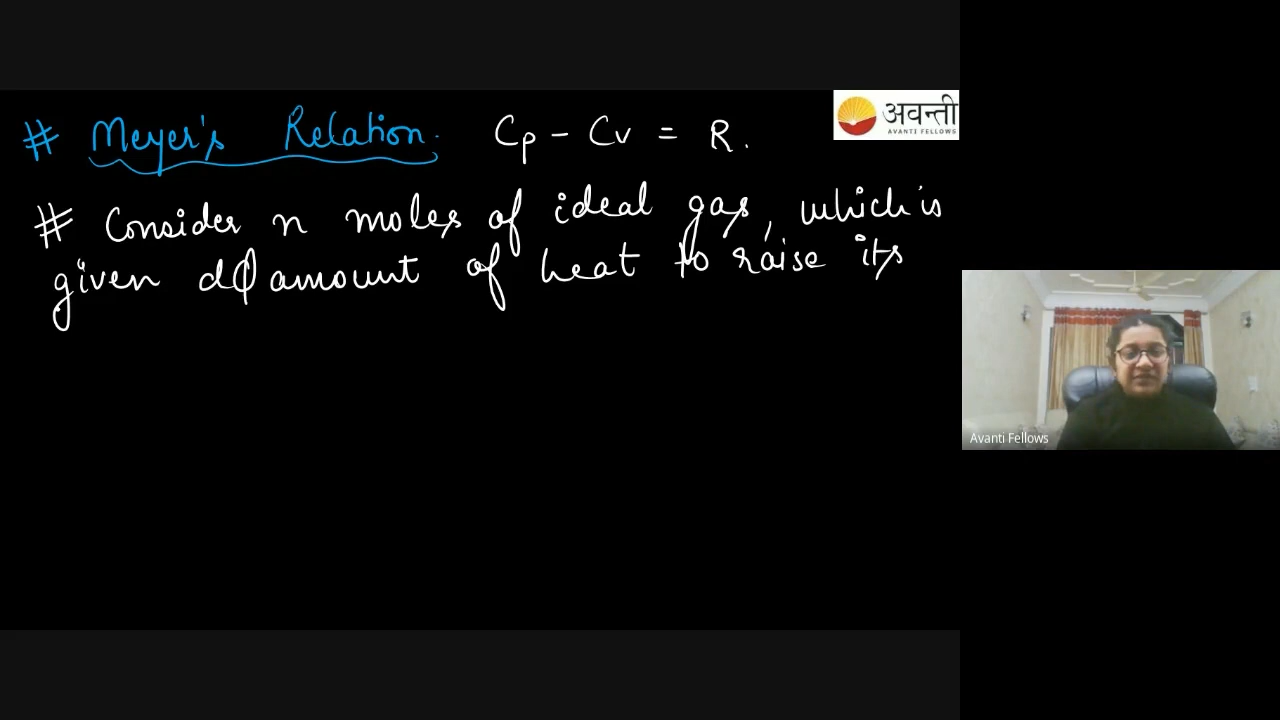 # Meyer's Relation. Cp - Cv = R.
अवन्ती
AVANTI FELLOWS
# Consider n moles of ideal gas, which is
given dQ amount of heat to raise its
Avanti Fellows